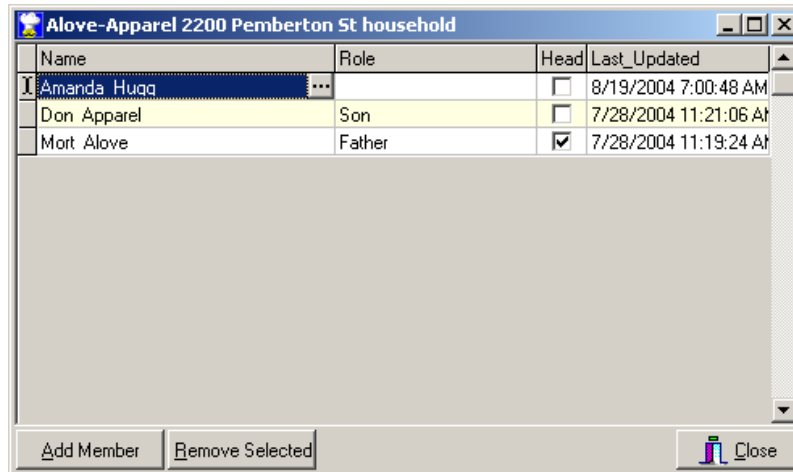 Alove-Apparel 2200 Pemberton St household
Name Role Head Last_Updated
Amanda Hugg ... 8/19/2004 7:00:48 AM
Don Apparel Son 7/28/2004 11:21:06 AM
Mort Alove Father 7/28/2004 11:19:24 AM
Add Member Remove Selected Close